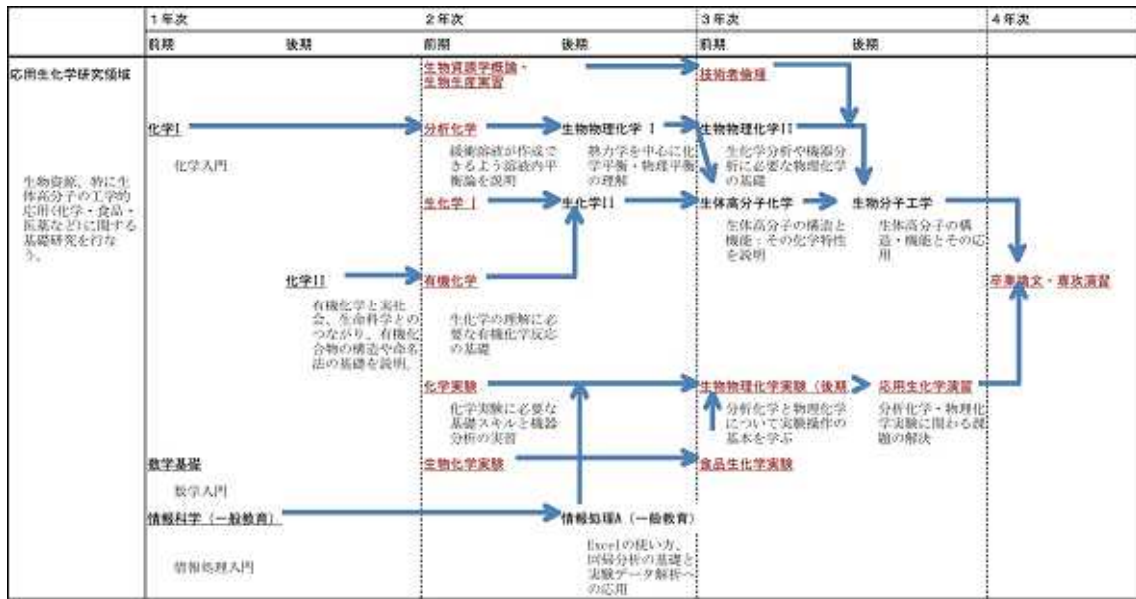 １年次
２年次
３年次
４年次
前期
後期
前期
後期
前期
後期
応用生化学研究領域
生物資源、特に生
体高分子の工学的
応用(化学・食品・
医薬など)に関する
基礎研究を行な
う。
生物資源学概論・
生物生産実習
技術者倫理
化学I
化学入門
分析化学
緩衝溶液が作成で
きるよう溶液内平
衡論を説明
生物物理化学 I
熱力学を中心に化
学平衡・物理平衡
の理解
生物物理化学II
生化学分析や機器分
析に必要な物理化学
の基礎
生化学 I
生化学II
生体高分子化学
生体高分子の構造と
機能：その化学特性
を説明
生物分子工学
生体高分子の構
造・機能とその応
用
化学II
有機化学と実社
会、生命科学との
つながり、有機化
合物の構造や命名
法の基礎を説明。
有機化学
生化学の理解に必
要な有機化学反応
の基礎
卒業論文・専攻演習
化学実験
化学実験に必要な
基礎スキルと機器
分析の実習
生物物理化学実験（後期
分析化学と物理化学
について実験操作の
基本を学ぶ
応用生化学演習
分析化学・物理化
学実験に関わる課
題の解決
数学基礎
数学入門
生物化学実験
食品生化学実験
情報科学（一般教育）
情報処理入門
情報処理A（一般教育）
Excelの使い方、
回帰分析の基礎と
実験データ解析へ
の応用